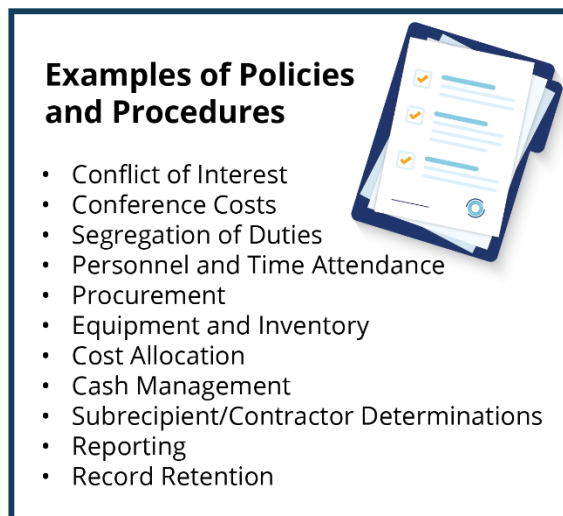 Examples of Policies
and Procedures
• Conflict of Interest
• Conference Costs
• Segregation of Duties
• Personnel and Time Attendance
• Procurement
• Equipment and Inventory
• Cost Allocation
• Cash Management
• Subrecipient/Contractor Determinations
• Reporting
• Record Retention